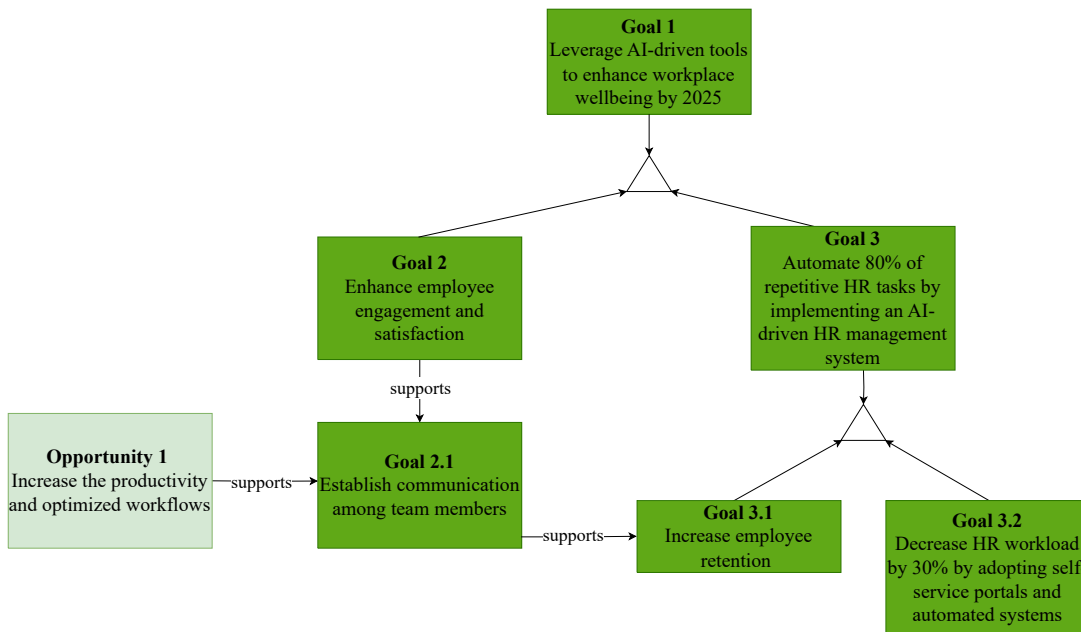 Goal 1
Leverage AI-driven tools
to enhance workplace
wellbeing by 2025
Goal 2
Enhance employee
engagement and
satisfaction
Goal 3
Automate 80% of
repetitive HR tasks by
implementing an AI-
driven HR management
system
supports
Opportunity 1
Increase the productivity
and optimized workflows
supports
Goal 2.1
Establish communication
among team members
supports
Goal 3.1
Increase employee
retention
Goal 3.2
Decrease HR workload
by 30% by adopting self
service portals and
automated systems